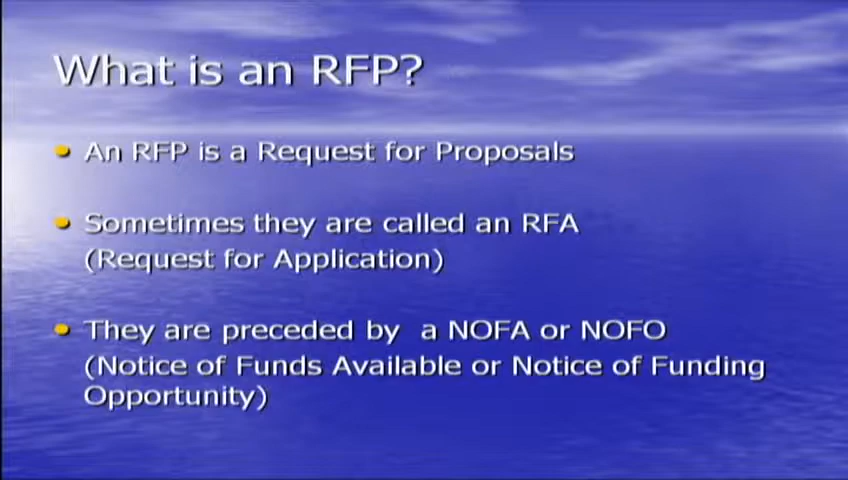 What is an RFP?
An RFP is a Request for Proposals
Sometimes they are called an RFA
(Request for Application)
They are preceded by a NOFA or NOFO
(Notice of Funds Available or Notice of Funding
Opportunity)